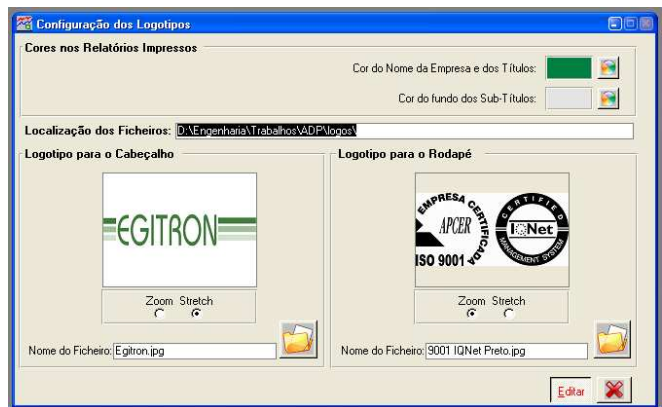 Configuração dos Logotipos
Cores nos Relatórios Impressos
Cor do Nome da Empresa e dos Títulos:
Cor do fundo dos Sub-Títulos:
Localização dos Ficheiros: D:\Engenharia\Trabalhos\ADP\logos\
Logotipo para o Cabeçalho
EGITRON
Zoom Stretch
Nome do Ficheiro: Egitron.jpg
Logotipo para o Rodapé
EMPRESA CERTIFICADA
APCER
ISO 9001
CERTIFIED
IQNet
MANAGEMENT SYSTEM
Zoom Stretch
Nome do Ficheiro: 9001 IQNet Preto.jpg
Editar